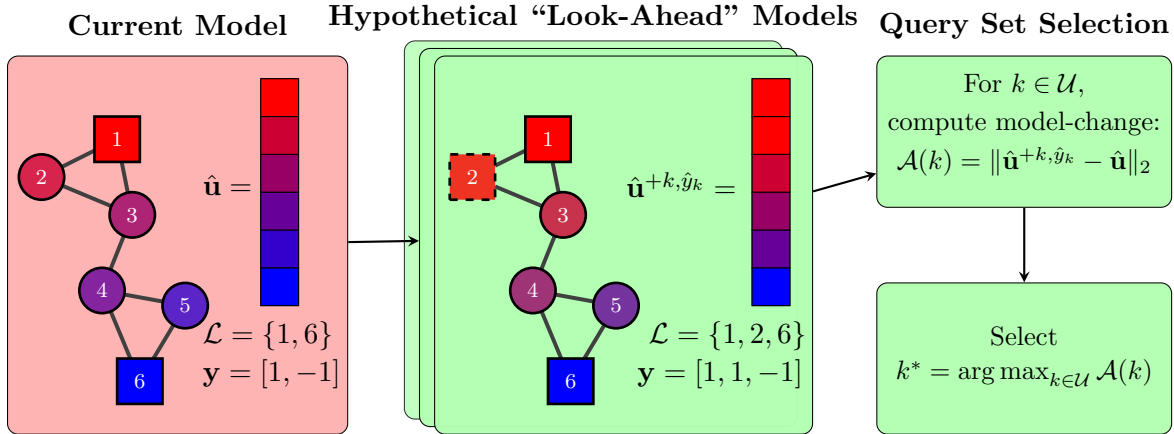 Current Model
1
2
3
4
5
6
û =
ℒ = {1, 6}
𝐲 = [1, −1]
Hypothetical “Look-Ahead” Models
1
2
3
4
5
6
û^{+k,ŷ_k} =
ℒ = {1, 2, 6}
𝐲 = [1, 1, −1]
Query Set Selection
For k ∈ 𝒰,
compute model-change:
𝒜(k) = ‖û^{+k,ŷ_k} − û‖₂
Select
k* = arg max_{k∈𝒰} 𝒜(k)